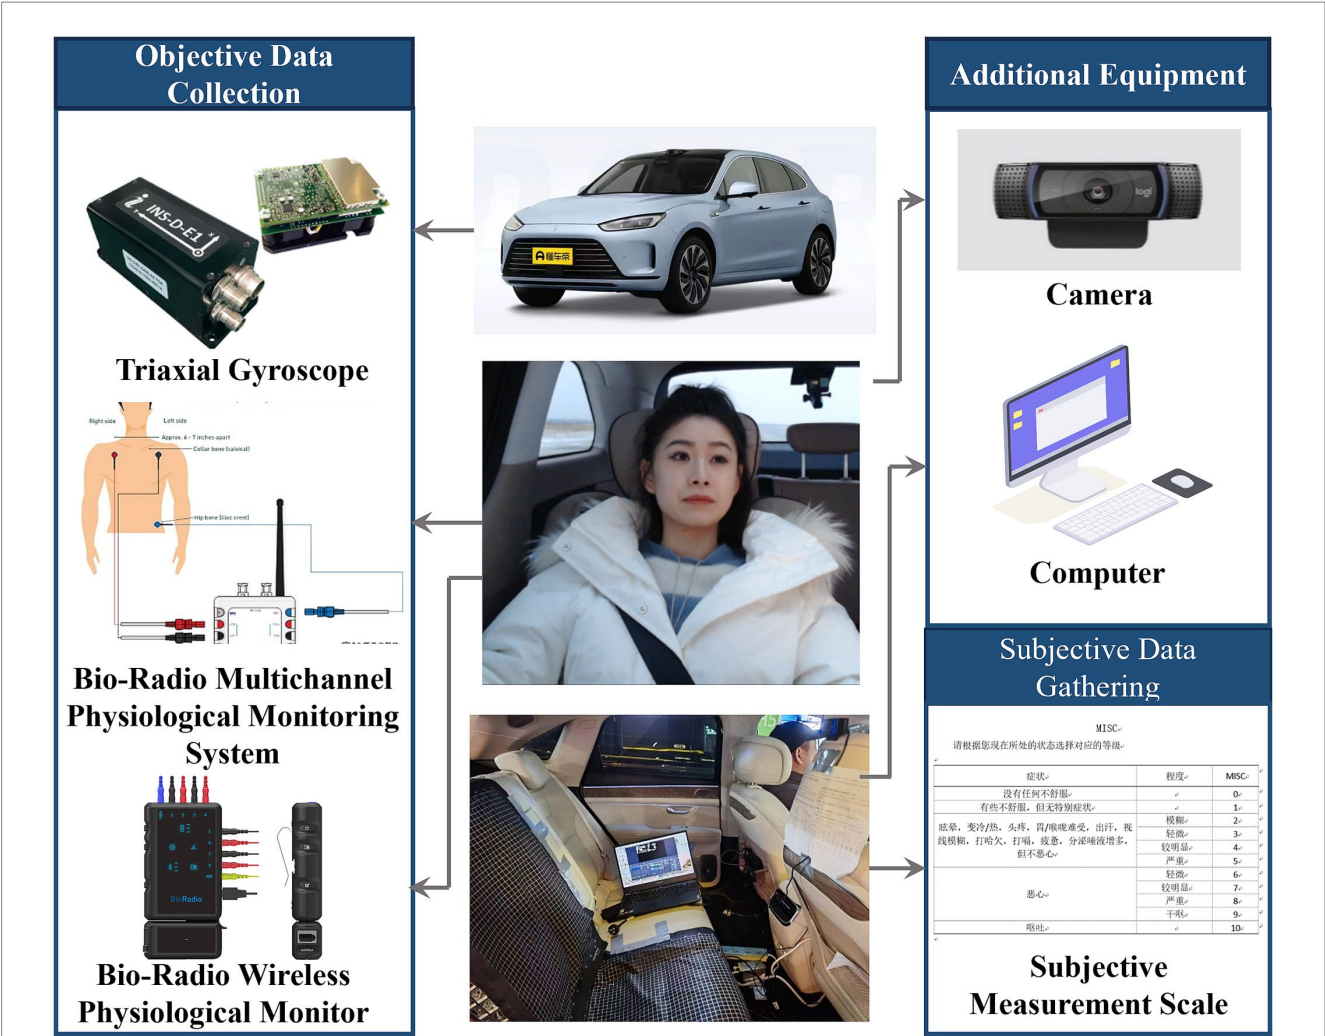 Objective Data
Collection
INS-D-E1
Triaxial Gyroscope
Right side
Left side
Approx. 6 - 7 inches apart
Collar bone (calvical)
Hip bone (iliac crest)
Bio-Radio Multichannel
Physiological Monitoring
System
BioRadio
Bio-Radio Wireless
Physiological Monitor
懂车帝
Additional Equipment
logi
Camera
Computer
Subjective Data
Gathering
MISC
请根据您现在所处的状态选择对应的等级
症状 程度 MISC
没有任何不舒服 0
有些不舒服，但无特别症状 1
眩晕，变冷/热，头疼，胃/喉咙难受，出汗，视
线模糊，打哈欠，打嗝，疲惫，分泌唾液增多，
但不恶心
模糊 2
轻微 3
较明显 4
严重 5
恶心
轻微 6
较明显 7
严重 8
干呕 9
呕吐 10
Subjective
Measurement Scale